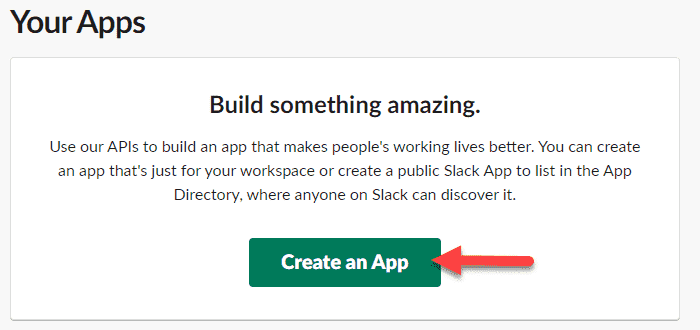 Your Apps
Build something amazing.
Use our APIs to build an app that makes people's working lives better. You can create
an app that's just for your workspace or create a public Slack App to list in the App
Directory, where anyone on Slack can discover it.
Create an App